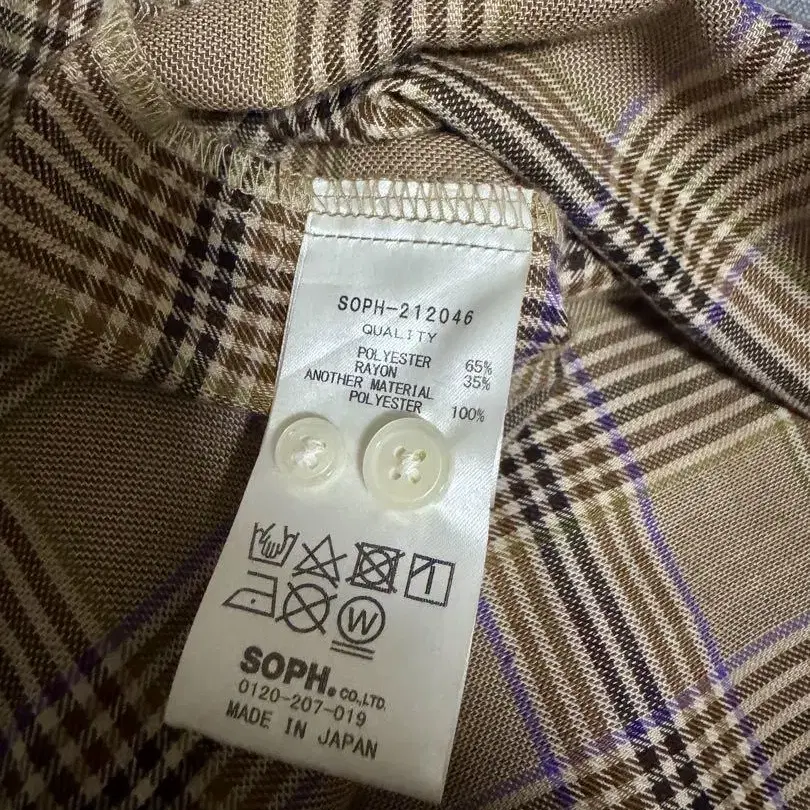 SOPH-212046
QUALITY
POLYESTER 65%
RAYON 35%
ANOTHER MATERIAL
POLYESTER 100%
W
SOPH.CO.,LTD.
0120-207-019
MADE IN JAPAN